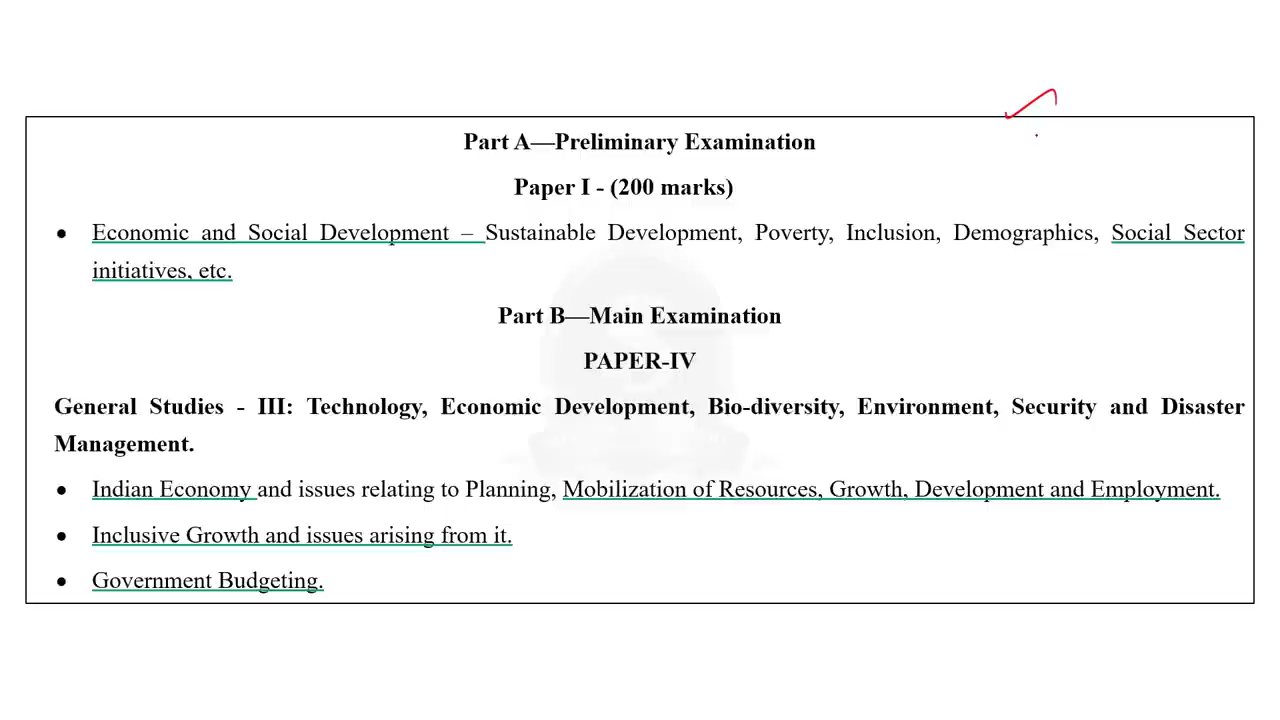 Part A—Preliminary Examination
Paper I - (200 marks)
• Economic and Social Development – Sustainable Development, Poverty, Inclusion, Demographics, Social Sector
initiatives, etc.
Part B—Main Examination
PAPER-IV
General Studies - III: Technology, Economic Development, Bio-diversity, Environment, Security and Disaster
Management.
• Indian Economy and issues relating to Planning, Mobilization of Resources, Growth, Development and Employment.
• Inclusive Growth and issues arising from it.
• Government Budgeting.